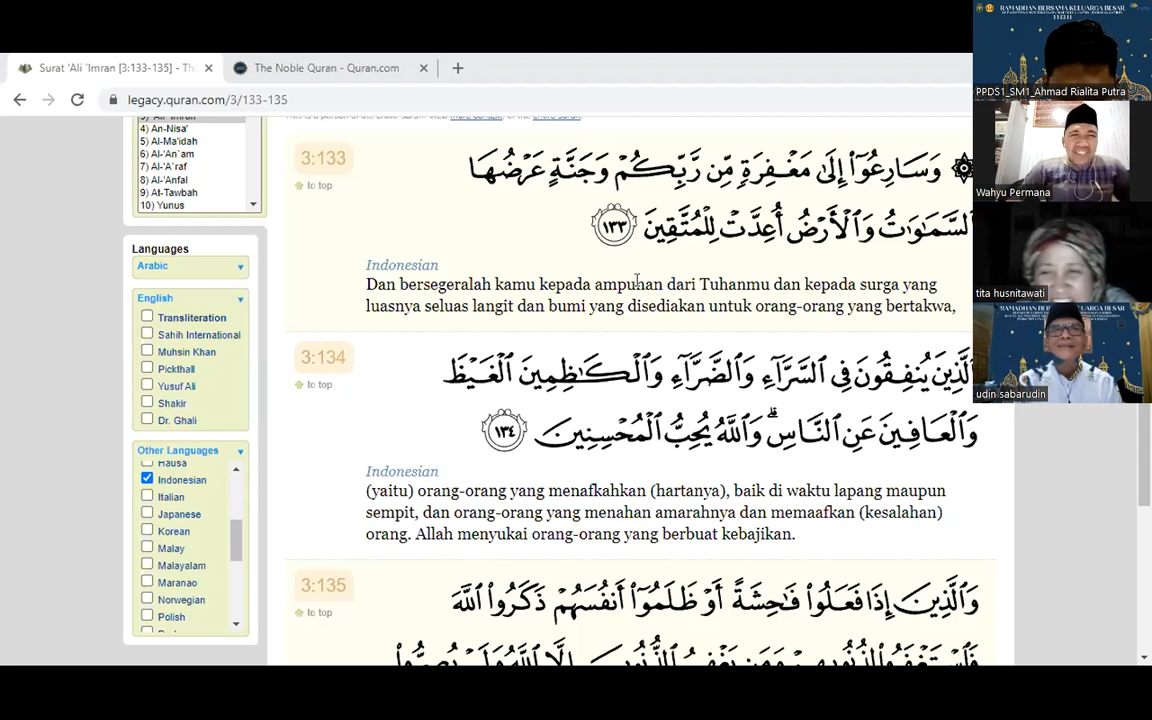 Surat 'Ali `Imran [3:133-135] - Th
The Noble Quran - Quran.com
legacy.quran.com/3/133-135
4) An-Nisa'
5) Al-Ma'idah
6) Al-'An`am
7) Al-'A`raf
8) Al-'Anfal
9) At-Tawbah
10) Yunus
Languages
Arabic
English
Transliteration
Sahih International
Muhsin Khan
Pickthall
Yusuf Ali
Shakir
Dr. Ghali
Other Languages
Hausa
Indonesian
Italian
Japanese
Korean
Malay
Malayalam
Maranao
Norwegian
Polish
3:133
to top
۞ وَسَارِعُوٓا۟ إِلَىٰ مَغْفِرَةٍ مِّن رَّبِّكُمْ وَجَنَّةٍ عَرْضُهَا
ٱلسَّمَـٰوَٰتُ وَٱلْأَرْضُ أُعِدَّتْ لِلْمُتَّقِينَ ١٣٣
Indonesian
Dan bersegeralah kamu kepada ampunan dari Tuhanmu dan kepada surga yang
luasnya seluas langit dan bumi yang disediakan untuk orang-orang yang bertakwa,
3:134
to top
ٱلَّذِينَ يُنفِقُونَ فِى ٱلسَّرَّآءِ وَٱلضَّرَّآءِ وَٱلْكَـٰظِمِينَ ٱلْغَيْظَ
وَٱلْعَافِينَ عَنِ ٱلنَّاسِ ۗ وَٱللَّهُ يُحِبُّ ٱلْمُحْسِنِينَ ١٣٤
Indonesian
(yaitu) orang-orang yang menafkahkan (hartanya), baik di waktu lapang maupun
sempit, dan orang-orang yang menahan amarahnya dan memaafkan (kesalahan)
orang. Allah menyukai orang-orang yang berbuat kebajikan.
3:135
to top
وَٱلَّذِينَ إِذَا فَعَلُوا۟ فَـٰحِشَةً أَوْ ظَلَمُوٓا۟ أَنفُسَهُمْ ذَكَرُوا۟ ٱللَّهَ
RAMADHAN BERSAMA KELUARGA BESAR
PPDS1_SM1_Ahmad Rialita Putra
Wahyu Permana
tita husnitawati
udin sabarudin